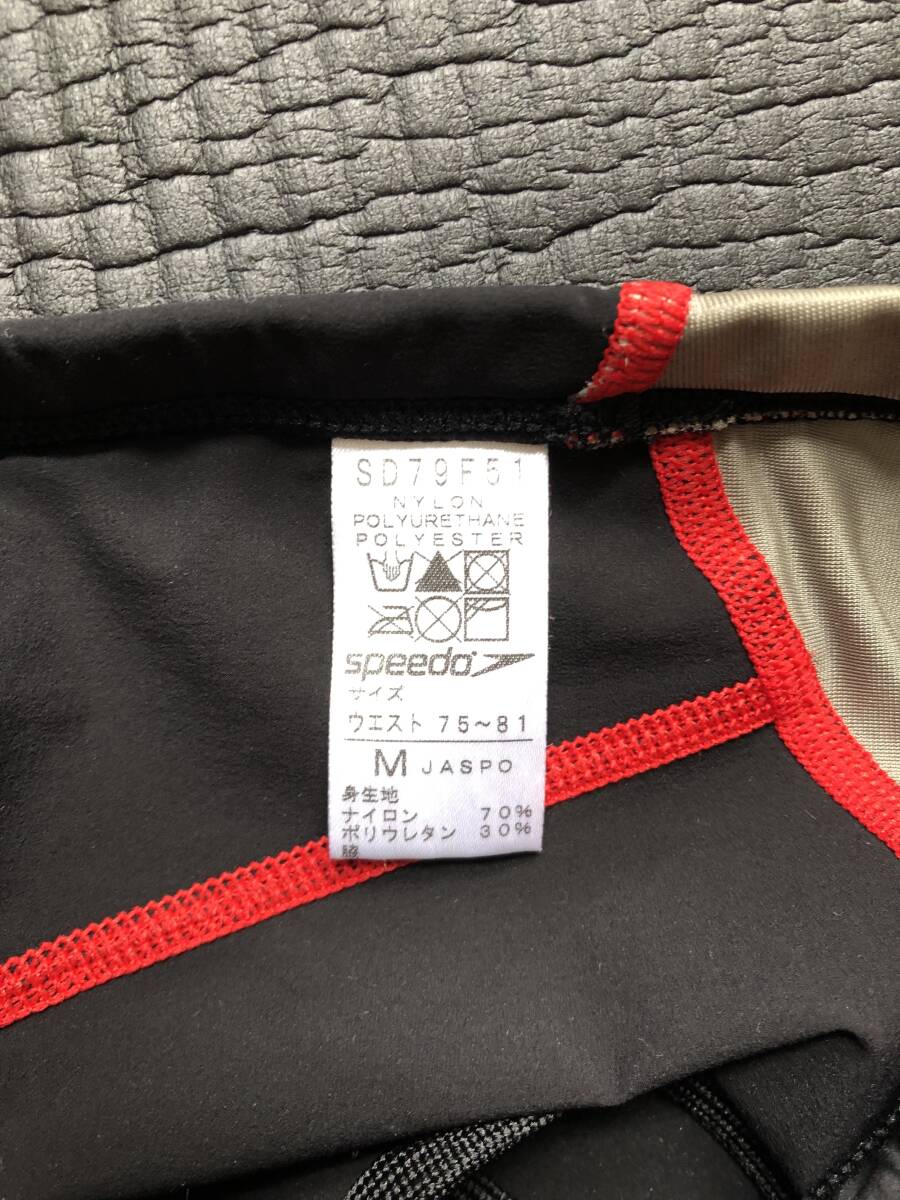 SD79F51
NYLON
POLYURETHANE
POLYESTER
speedo
サイズ
ウエスト 75~81
M JASPO
身生地
ナイロン 70%
ポリウレタン 30%
脇